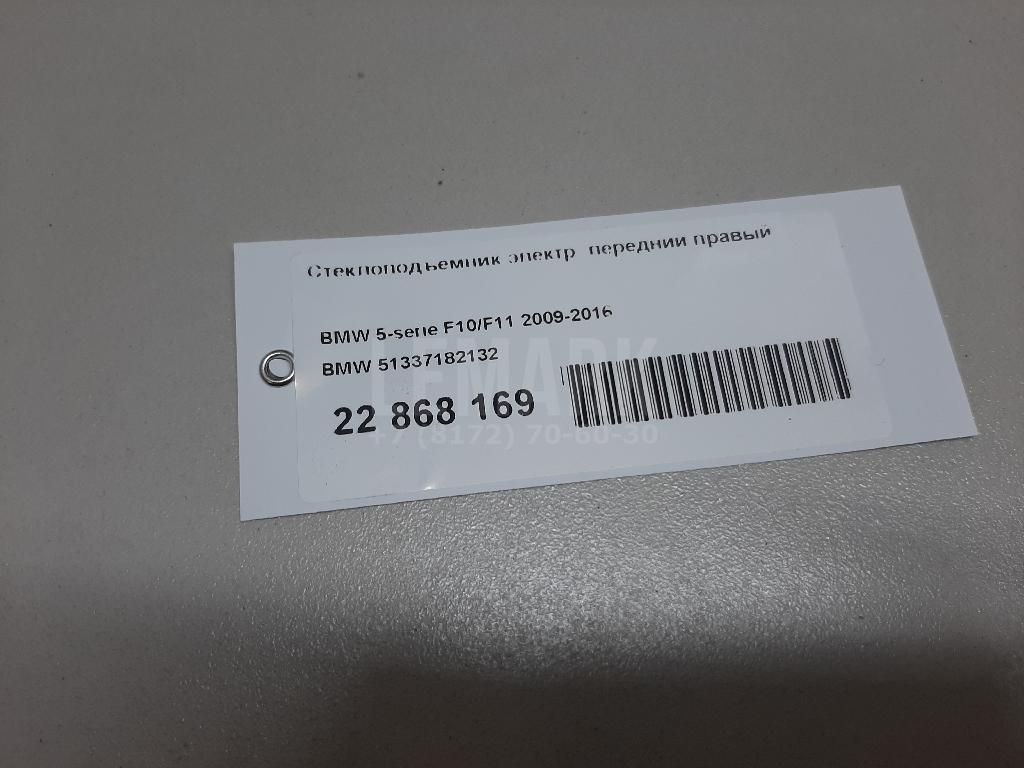 Стеклоподъемник электр. передний правый
BMW 5-serie F10/F11 2009-2016
BMW 51337182132
22 868 169
LEMARK
+7 (8172) 70-60-30